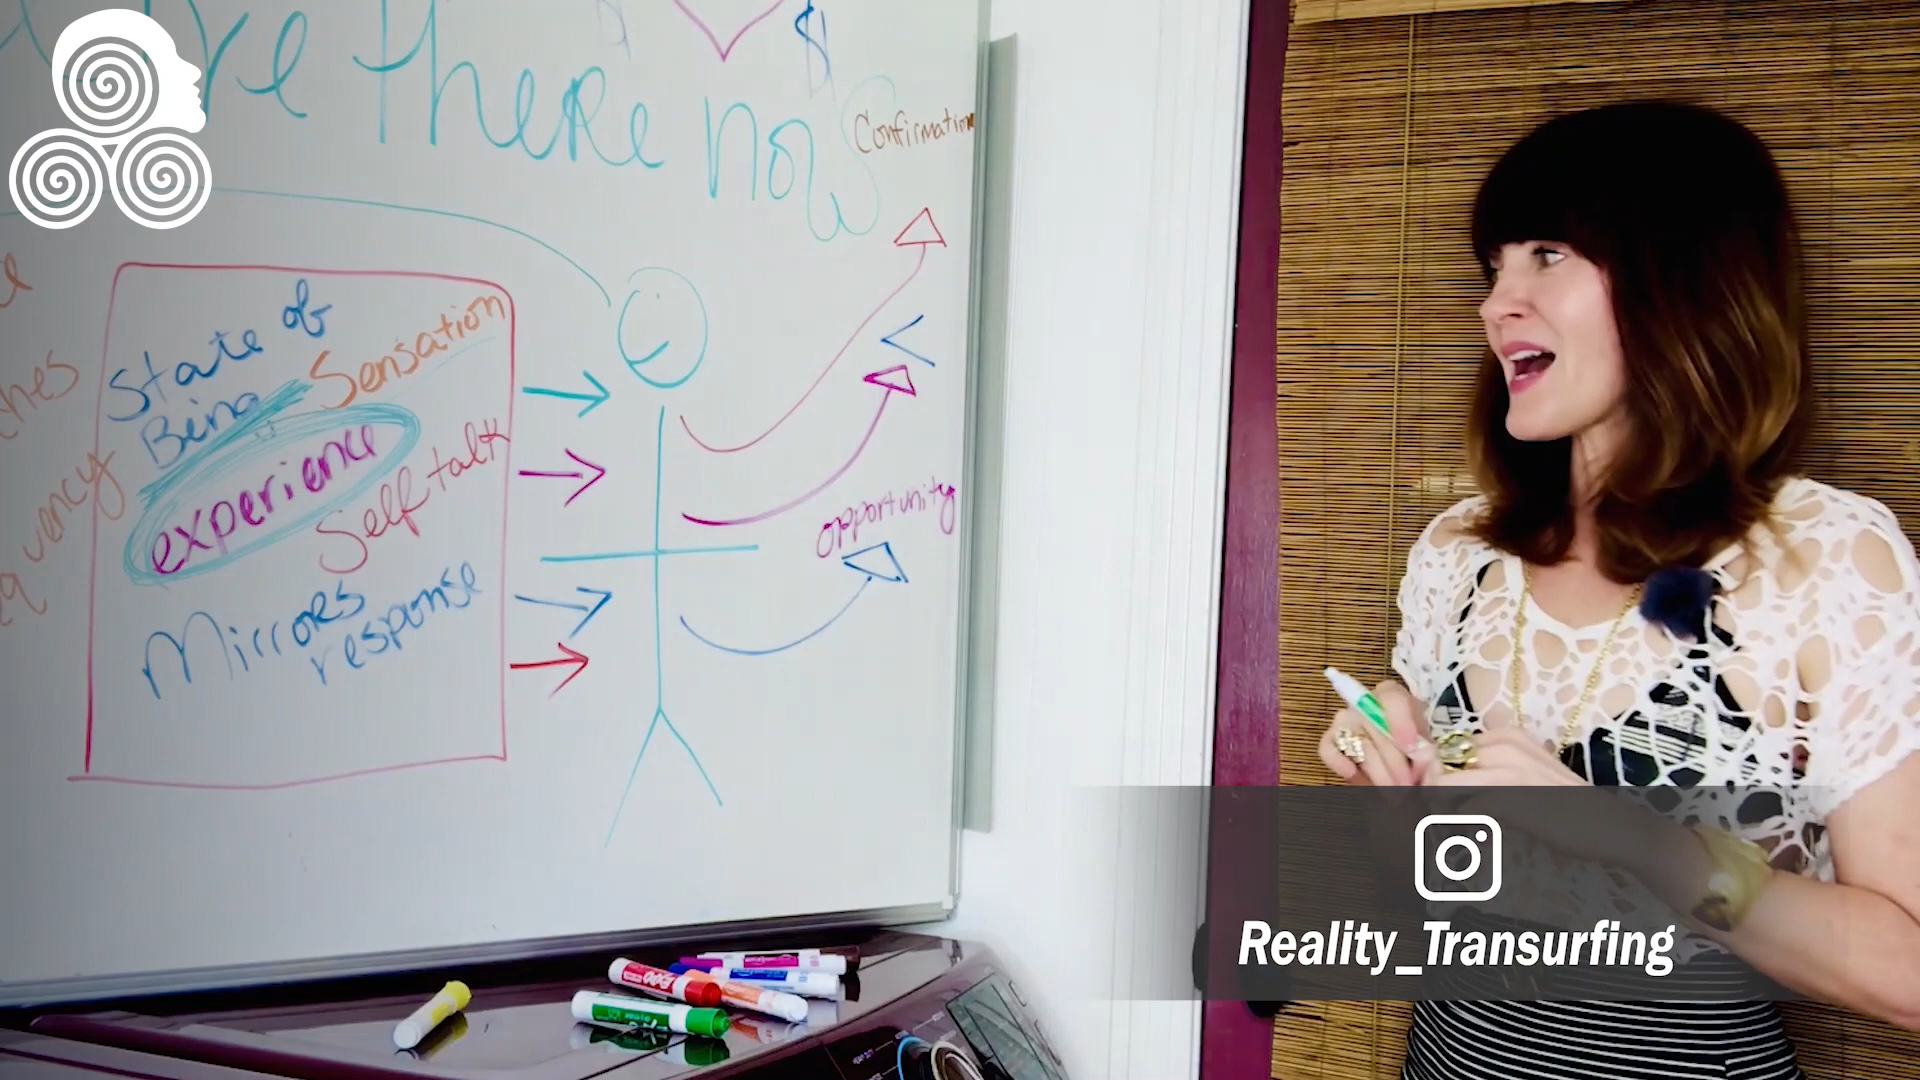 there now
Confirmation
State of
Being
Sensation
experience
Self talk
Mirrors
response
opportunity
Reality_Transurfing